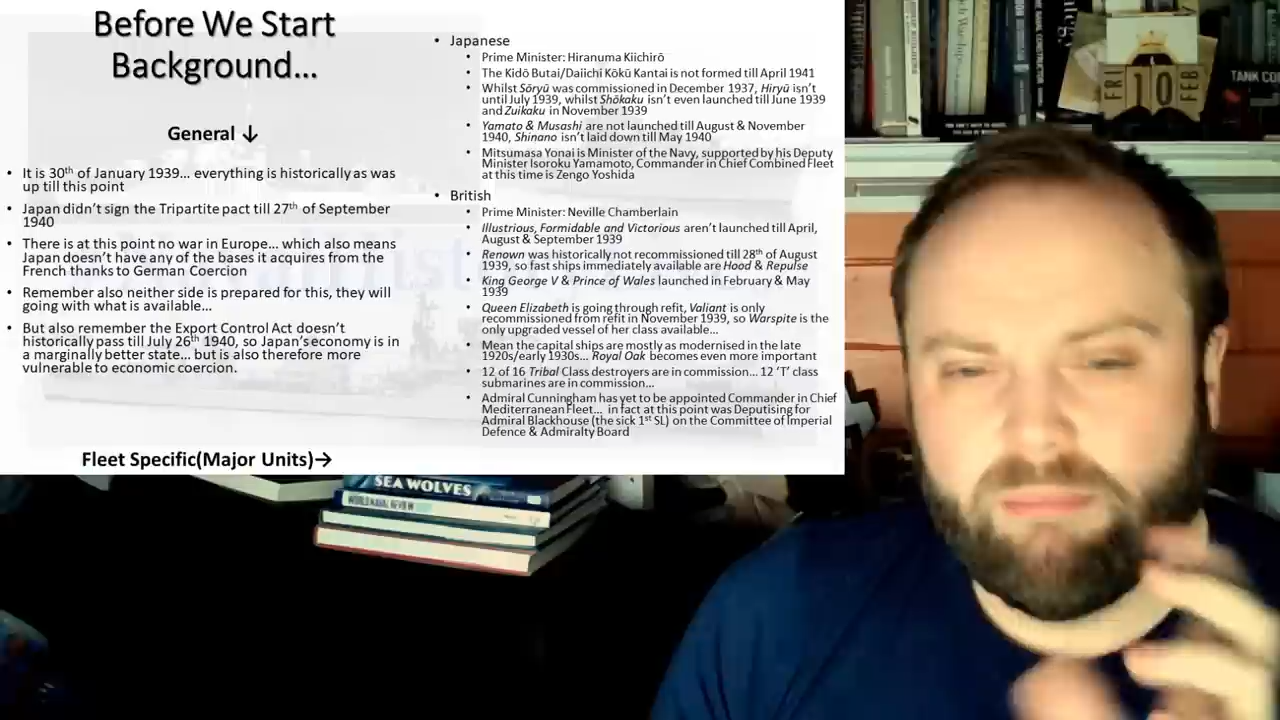 Before We Start
Background...
General ↓
• It is 30th of January 1939... everything is historically as was
up till this point
• Japan didn't sign the Tripartite pact till 27th of September
1940
• There is at this point no war in Europe... which also means
Japan doesn't have any of the bases it acquires from the
French thanks to German Coercion
• Remember also neither side is prepared for this, they will
going with what is available...
• But also remember the Export Control Act doesn't
historically pass till July 26th 1940, so Japan's economy is in
a marginally better state... but is also therefore more
vulnerable to economic coercion.
Fleet Specific(Major Units)→
• Japanese
• Prime Minister: Hiranuma Kiichirō
• The Kidō Butai/Daiichi Kōkū Kantai is not formed till April 1941
• Whilst Sōryū was commissioned in December 1937, Hiryū isn't
until July 1939, whilst Shōkaku isn't even launched till June 1939
and Zuikaku in November 1939
• Yamato & Musashi are not launched till August & November
1940, Shinano isn't laid down till May 1940
• Mitsumasa Yonai is Minister of the Navy, supported by his Deputy
Minister Isoroku Yamamoto, Commander in Chief Combined Fleet
at this time is Zengo Yoshida
• British
• Prime Minister: Neville Chamberlain
• Illustrious, Formidable and Victorious aren't launched till April,
August & September 1939
• Renown was historically not recommissioned till 28th of August
1939, so fast ships immediately available are Hood & Repulse
• King George V & Prince of Wales launched in February & May
1939
• Queen Elizabeth is going through refit, Valiant is only
recommissioned from refit in November 1939, so Warspite is the
only upgraded vessel of her class available...
• Mean the capital ships are mostly as modernised in the late
1920s/early 1930s... Royal Oak becomes even more important
• 12 of 16 Tribal Class destroyers are in commission... 12 'T' class
submarines are in commission...
• Admiral Cunningham has yet to be appointed Commander in Chief
Mediterranean Fleet... in fact at this point was Deputising for
Admiral Blackhouse (the sick 1st SL) on the Committee of Imperial
Defence & Admiralty Board
FRI
10
FEB
SEA WOLVES
WORLD NAVAL REVIEW